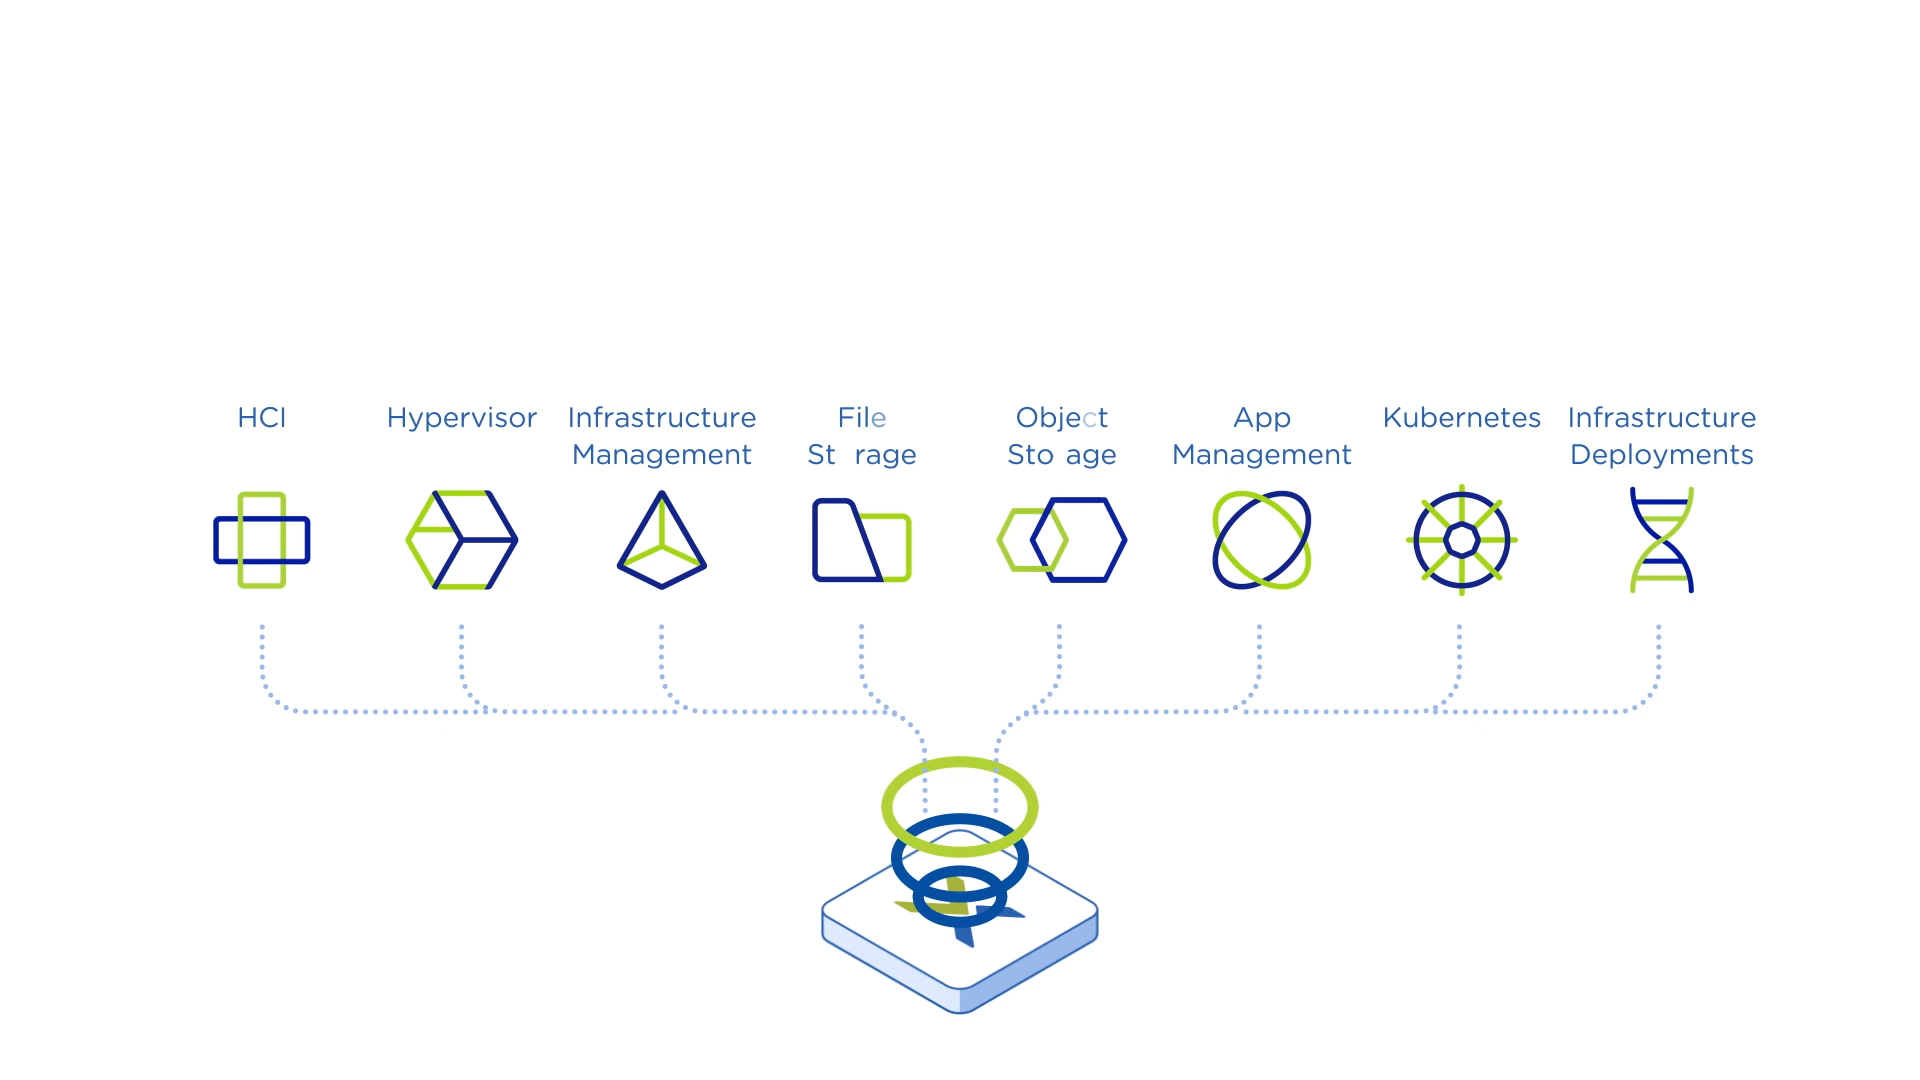 HCI
Hypervisor
Infrastructure
Management
File
St rage
Object
Sto age
App
Management
Kubernetes
Infrastructure
Deployments